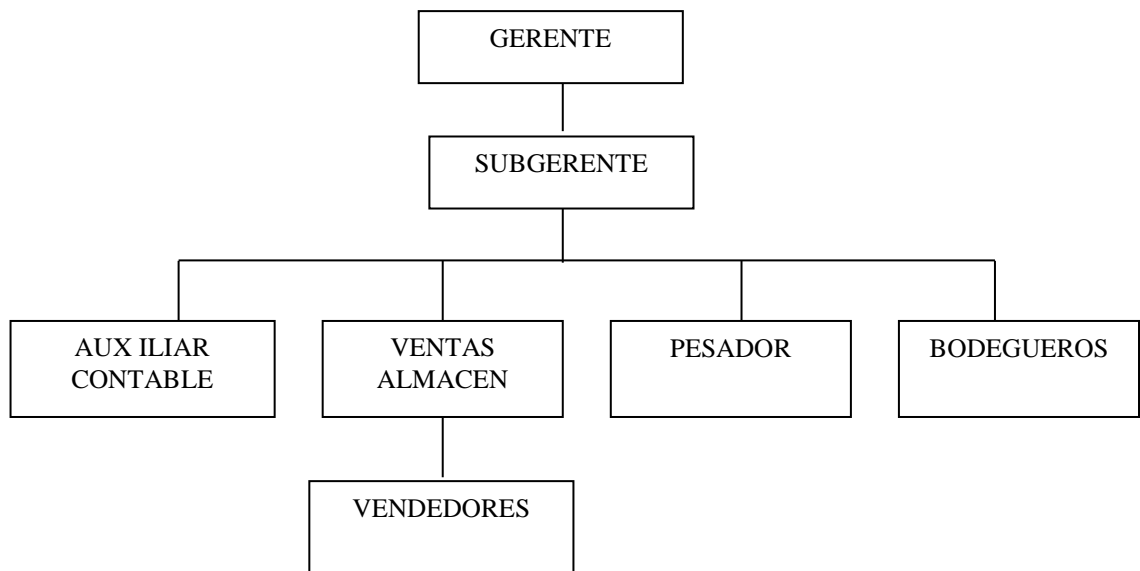 GERENTE
SUBGERENTE
AUX ILIAR
CONTABLE
VENTAS
ALMACEN
PESADOR
BODEGUEROS
VENDEDORES